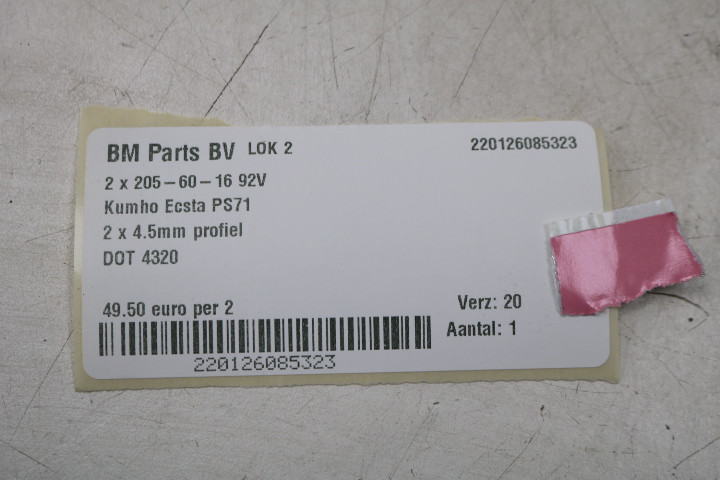 BM Parts BV LOK 2 220126085323
2 x 205-60-16 92V
Kumho Ecsta PS71
2 x 4.5mm profiel
DOT 4320
49.50 euro per 2 Verz: 20
Aantal: 1
220126085323